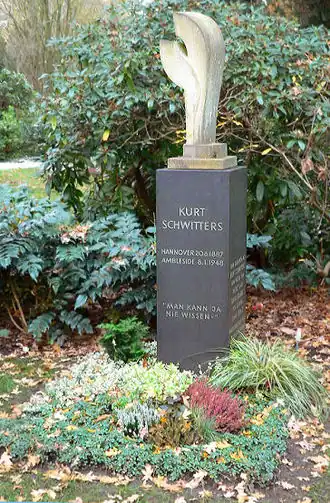 KURT
SCHWITTERS
HANNOVER 20.6.1887
AMBLESIDE 8.1.1948
"MAN KANN JA
NIE WISSEN"